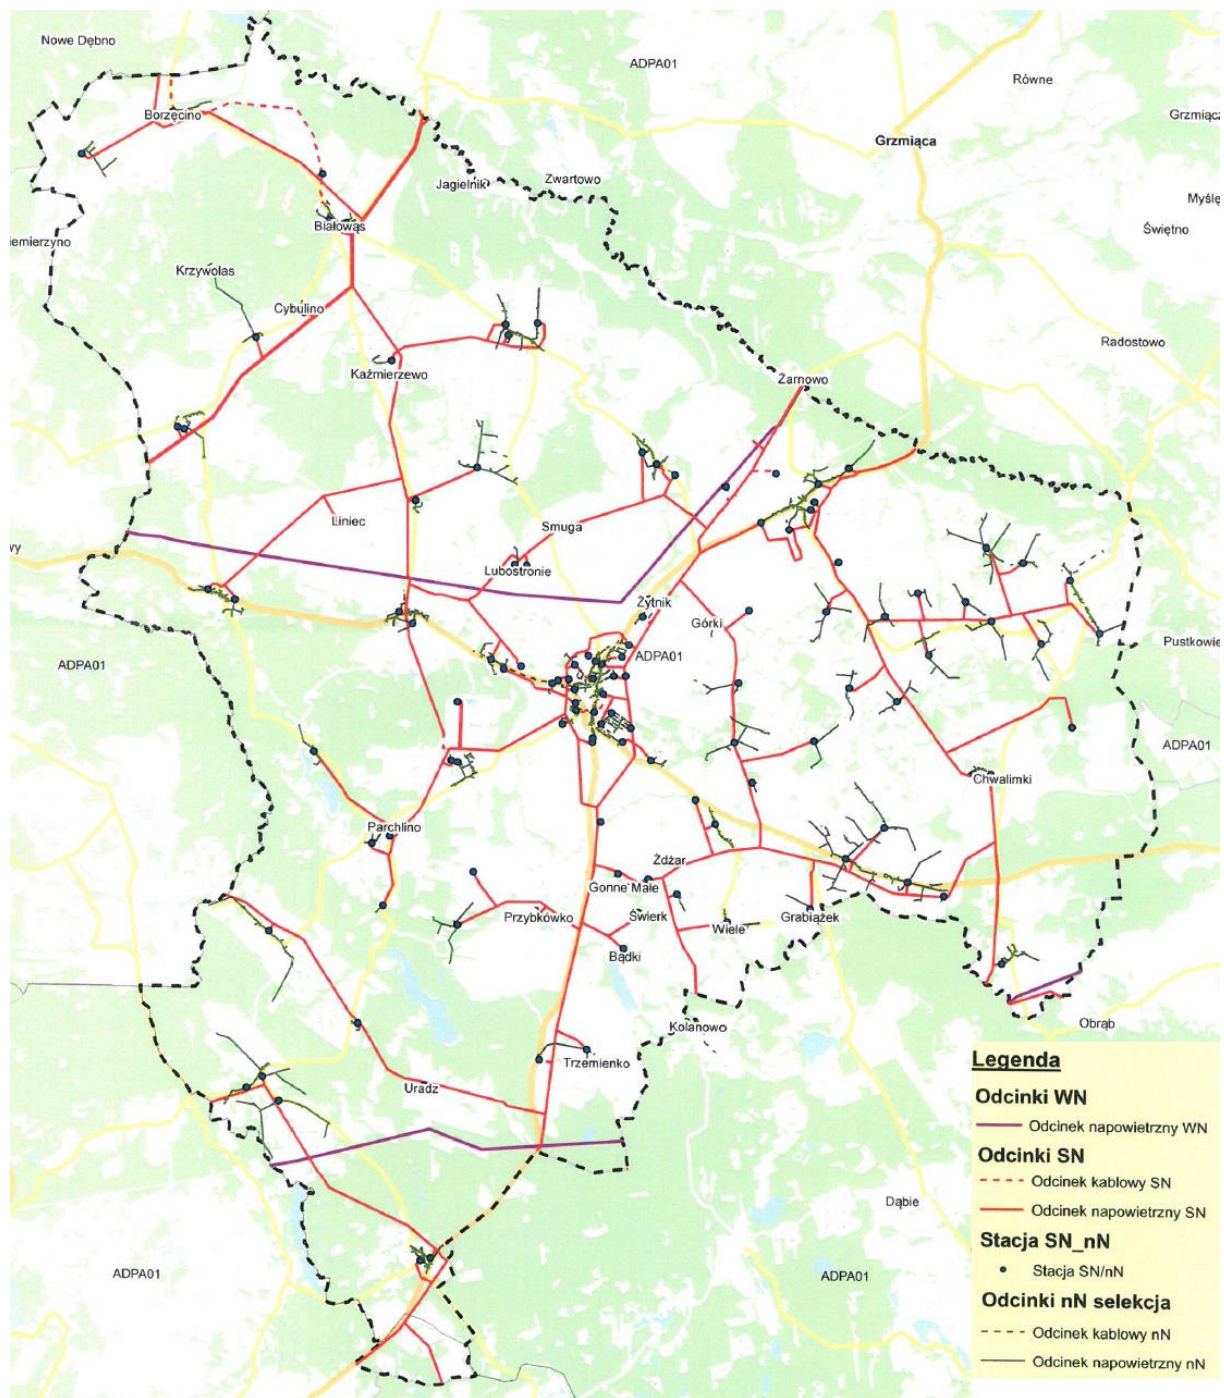 Nowe Dębno
ADPA01
Równe
Borzęcino
Grzmiąca
Grzmiąc
Jagielnik
Zwartowo
Myślę
Białowąs
Świętno
iemierzyno
Krzywolas
Cybulino
Radostowo
Kaźmierzewo
Żarnowo
Liniec
Smuga
wy
Lubostronie
Żytnik
Górki
Pustkowie
ADPA01
ADPA01
ADPA01
Chwalimki
Parchlino
Żdżar
Gonne Małe
Przybkówko
Świerk
Grabiążek
Wiele
Bądki
Kolanowo
Obrąb
Trzemienko
Uradz
Dąbie
ADPA01
ADPA01
Legenda
Odcinki WN
Odcinek napowietrzny WN
Odcinki SN
Odcinek kablowy SN
Odcinek napowietrzny SN
Stacja SN_nN
Stacja SN/nN
Odcinki nN selekcja
Odcinek kablowy nN
Odcinek napowietrzny nN